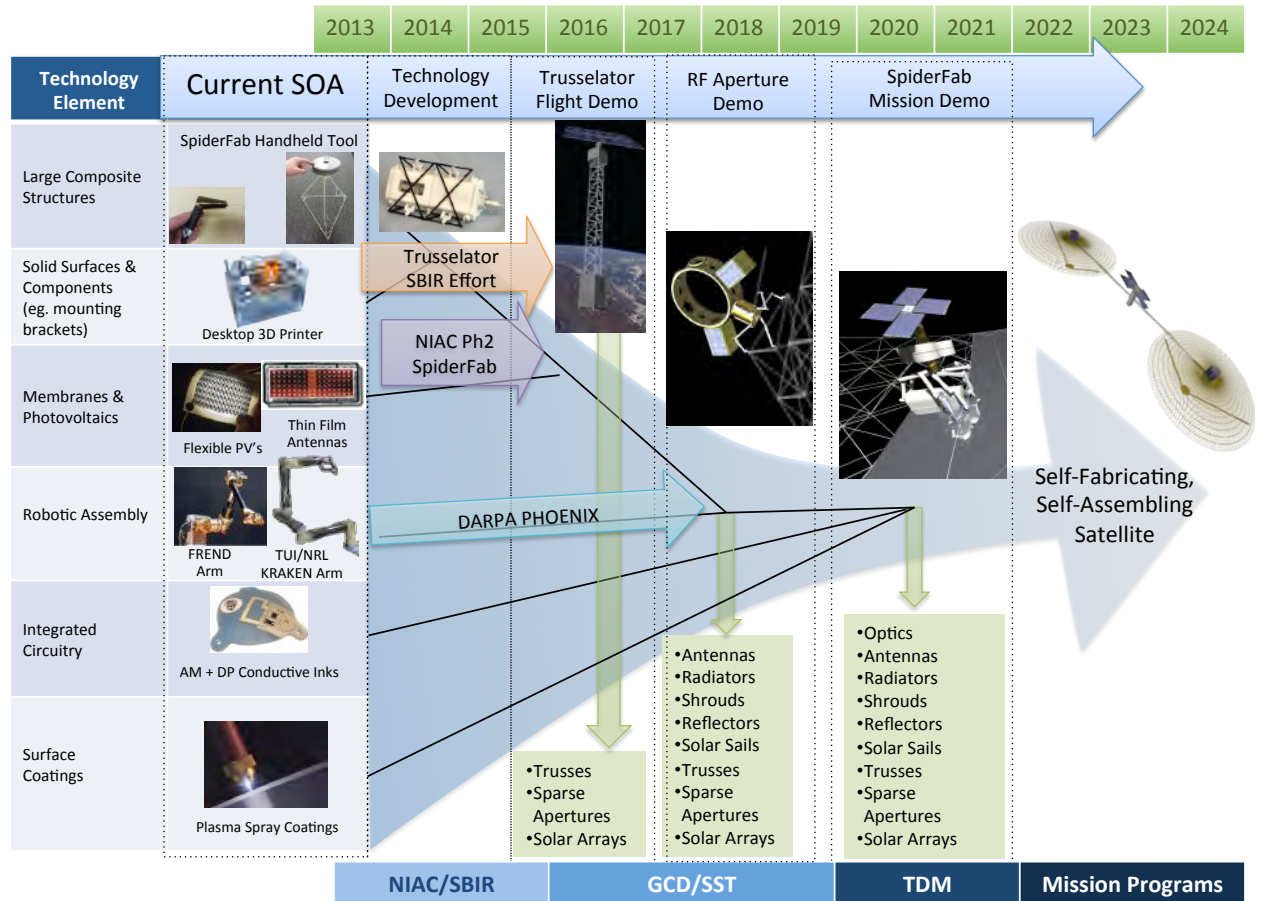 2013 2014 2015 2016 2017 2018 2019 2020 2021 2022 2023 2024
Technology
Element
Current SOA
Technology
Development
Trusselator
Flight Demo
RF Aperture
Demo
SpiderFab
Mission Demo
Large Composite
Structures
SpiderFab Handheld Tool
Solid Surfaces &
Components
(eg. mounting
brackets)
Desktop 3D Printer
Trusselator
SBIR Effort
NIAC Ph2
SpiderFab
Membranes &
Photovoltaics
Flexible PV's
Thin Film
Antennas
Robotic Assembly
FREND
Arm
TUI/NRL
KRAKEN Arm
DARPA PHOENIX
Self-Fabricating,
Self-Assembling
Satellite
Integrated
Circuitry
AM + DP Conductive Inks
Surface
Coatings
Plasma Spray Coatings
•Trusses
•Sparse
Apertures
•Solar Arrays
•Antennas
•Radiators
•Shrouds
•Reflectors
•Solar Sails
•Trusses
•Sparse
Apertures
•Solar Arrays
•Optics
•Antennas
•Radiators
•Shrouds
•Reflectors
•Solar Sails
•Trusses
•Sparse
Apertures
•Solar Arrays
NIAC/SBIR
GCD/SST
TDM
Mission Programs